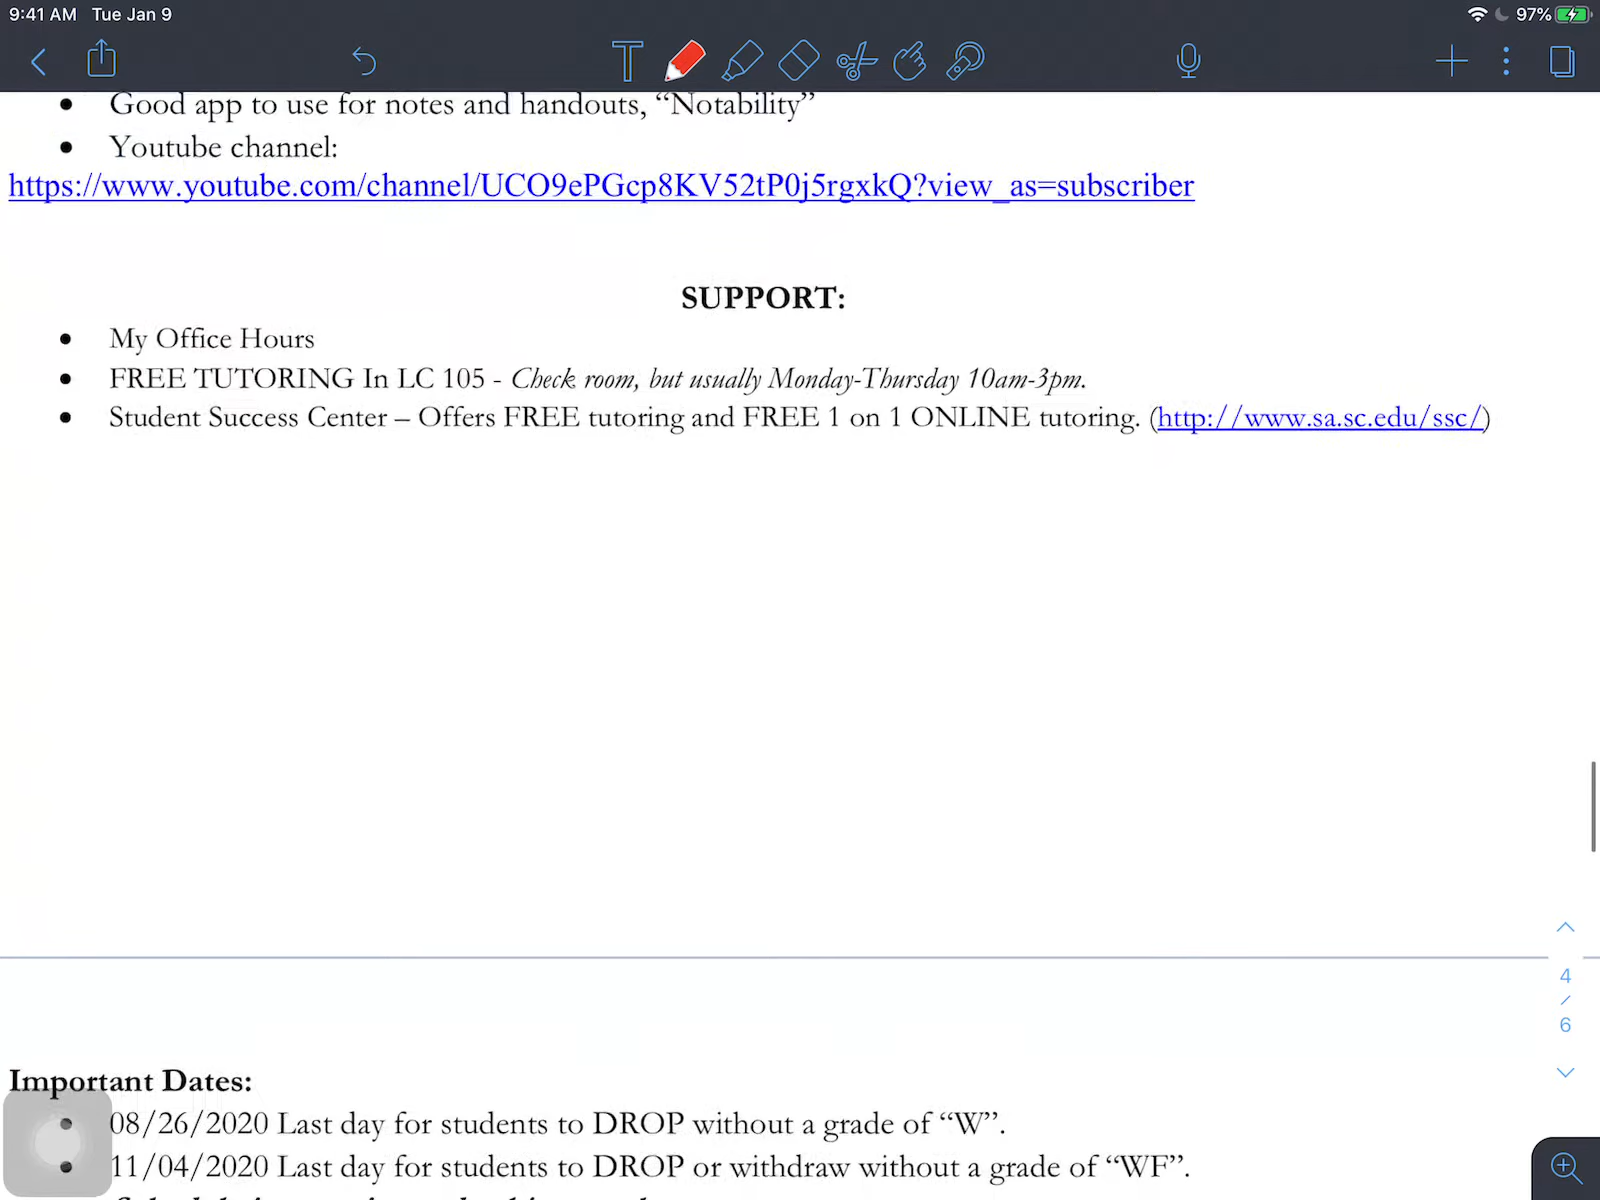 9:41 AM Tue Jan 9 97%
• Good app to use for notes and handouts, “Notability”
• Youtube channel:
https://www.youtube.com/channel/UCO9ePGcp8KV52tP0j5rgxkQ?view_as=subscriber
SUPPORT:
• My Office Hours
• FREE TUTORING In LC 105 - Check room, but usually Monday-Thursday 10am-3pm.
• Student Success Center – Offers FREE tutoring and FREE 1 on 1 ONLINE tutoring. (http://www.sa.sc.edu/ssc/)
4
/
6
Important Dates:
• 08/26/2020 Last day for students to DROP without a grade of “W”.
• 11/04/2020 Last day for students to DROP or withdraw without a grade of “WF”.